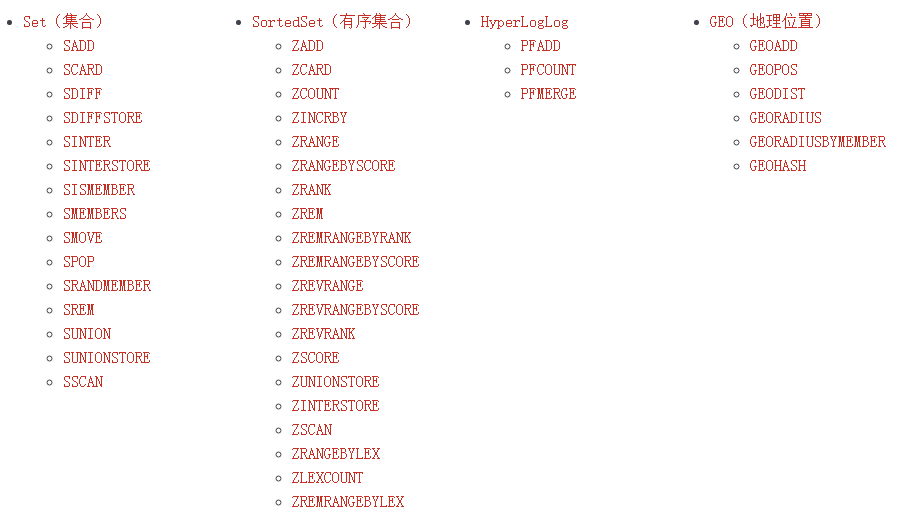 Set（集合）
SADD
SCARD
SDIFF
SDIFFSTORE
SINTER
SINTERSTORE
SISMEMBER
SMEMBERS
SMOVE
SPOP
SRANDMEMBER
SREM
SUNION
SUNIONSTORE
SSCAN
SortedSet（有序集合）
ZADD
ZCARD
ZCOUNT
ZINCRBY
ZRANGE
ZRANGEBYSCORE
ZRANK
ZREM
ZREMRANGEBYRANK
ZREMRANGEBYSCORE
ZREVRANGE
ZREVRANGEBYSCORE
ZREVRANK
ZSCORE
ZUNIONSTORE
ZINTERSTORE
ZSCAN
ZRANGEBYLEX
ZLEXCOUNT
ZREMRANGEBYLEX
HyperLogLog
PFADD
PFCOUNT
PFMERGE
GEO（地理位置）
GEOADD
GEOPOS
GEODIST
GEORADIUS
GEORADIUSBYMEMBER
GEOHASH